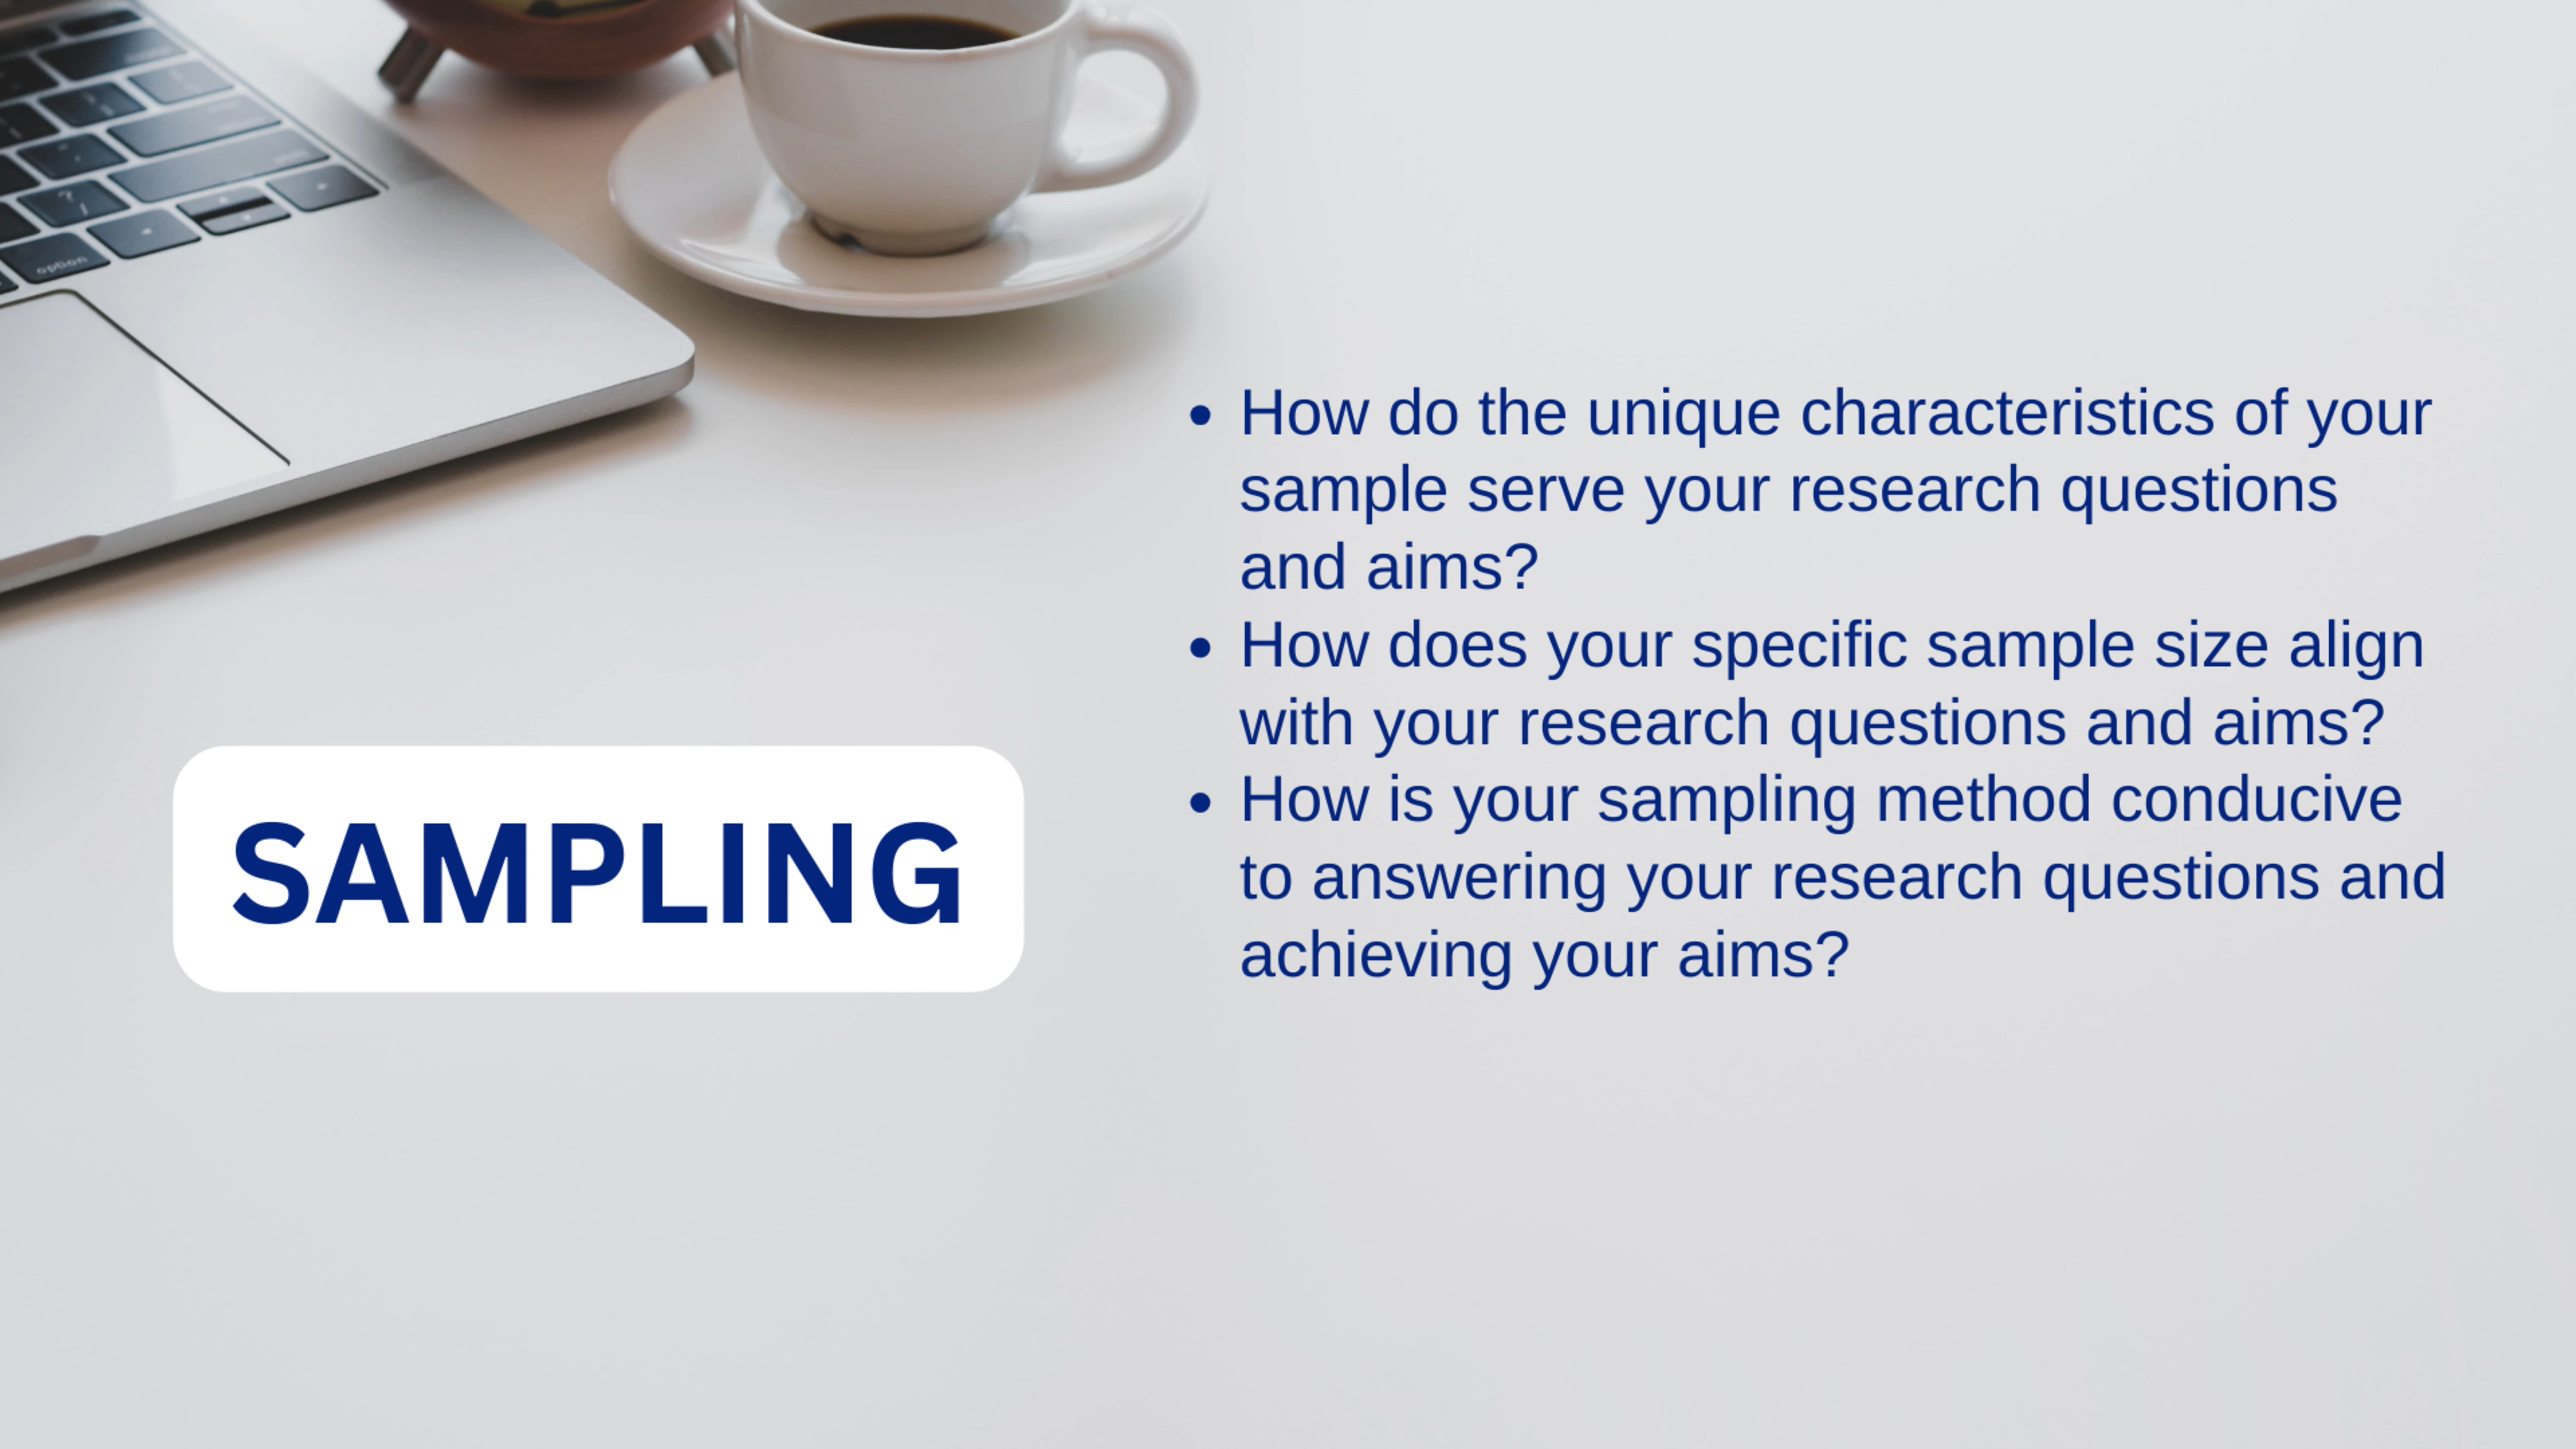 option
SAMPLING
• How do the unique characteristics of your
sample serve your research questions
and aims?
• How does your specific sample size align
with your research questions and aims?
• How is your sampling method conducive
to answering your research questions and
achieving your aims?